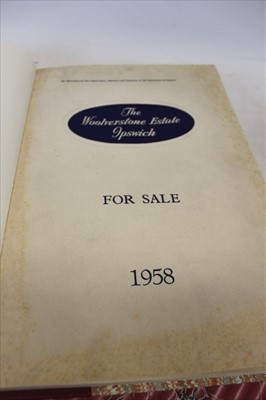 The
Woolverstone Estate
Ipswich
FOR SALE
1958